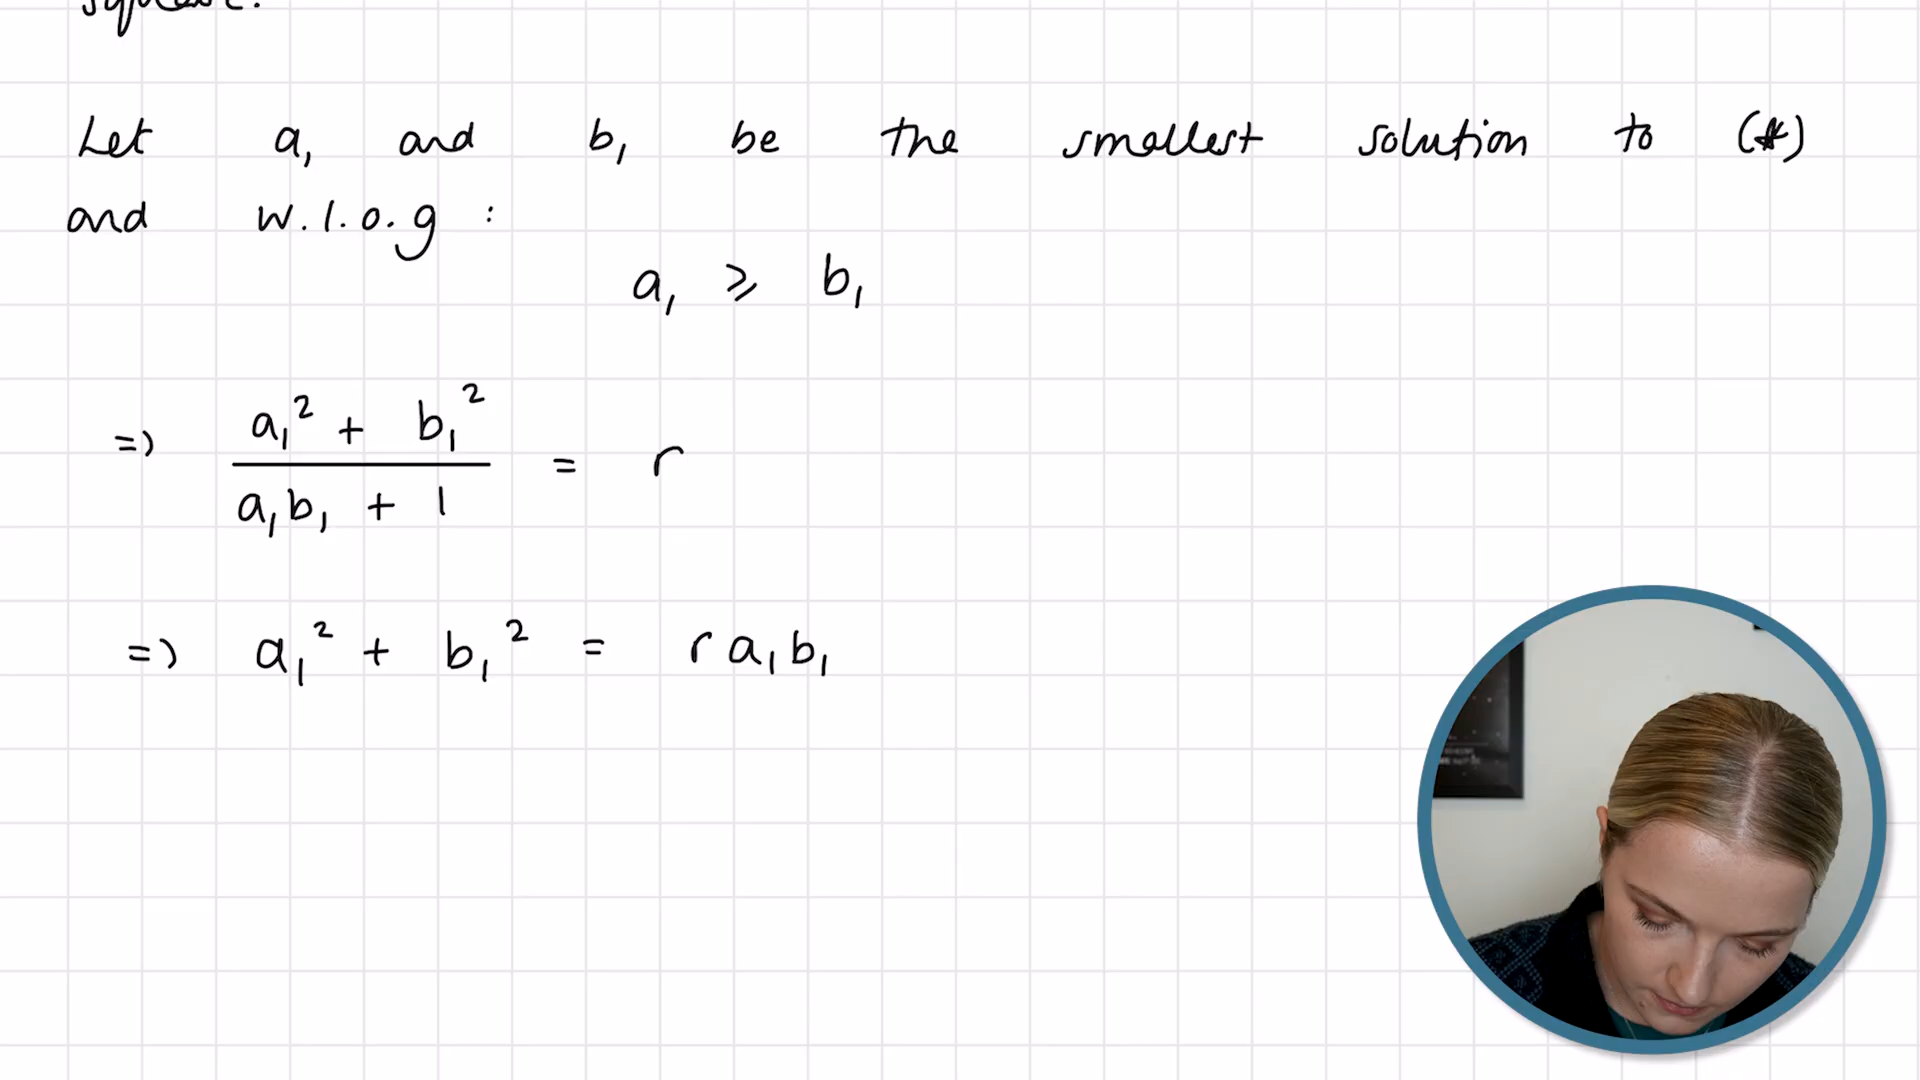 square.
Let a₁ and b₁ be the smallest solution to (*)
and w.l.o.g :
a₁ ⩾ b₁
=) a₁² + b₁² / a₁b₁ + 1 = r
=) a₁² + b₁² = r a₁b₁